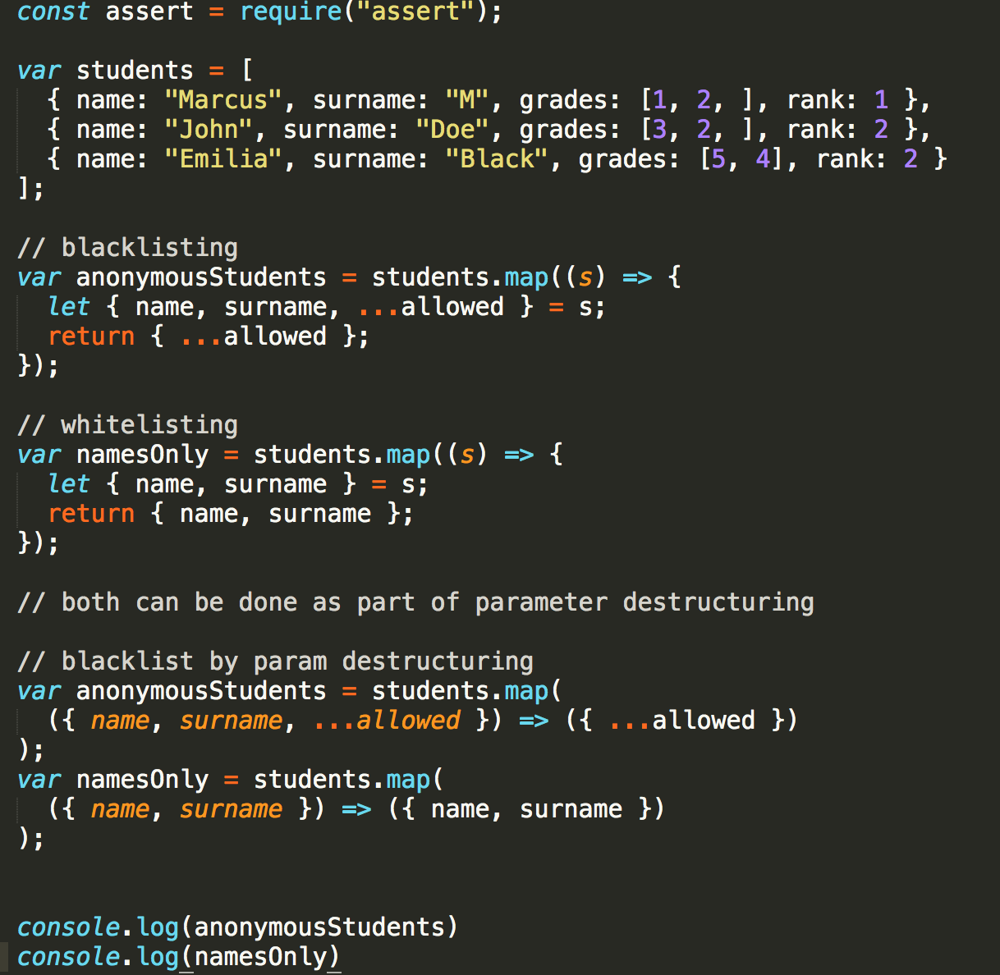 const assert = require("assert");
var students = [
{ name: "Marcus", surname: "M", grades: [1, 2, ], rank: 1 },
{ name: "John", surname: "Doe", grades: [3, 2, ], rank: 2 },
{ name: "Emilia", surname: "Black", grades: [5, 4], rank: 2 }
];
// blacklisting
var anonymousStudents = students.map((s) => {
let { name, surname, ...allowed } = s;
return { ...allowed };
});
// whitelisting
var namesOnly = students.map((s) => {
let { name, surname } = s;
return { name, surname };
});
// both can be done as part of parameter destructuring
// blacklist by param destructuring
var anonymousStudents = students.map(
({ name, surname, ...allowed }) => ({ ...allowed })
);
var namesOnly = students.map(
({ name, surname }) => ({ name, surname })
);
console.log(anonymousStudents)
console.log(namesOnly)